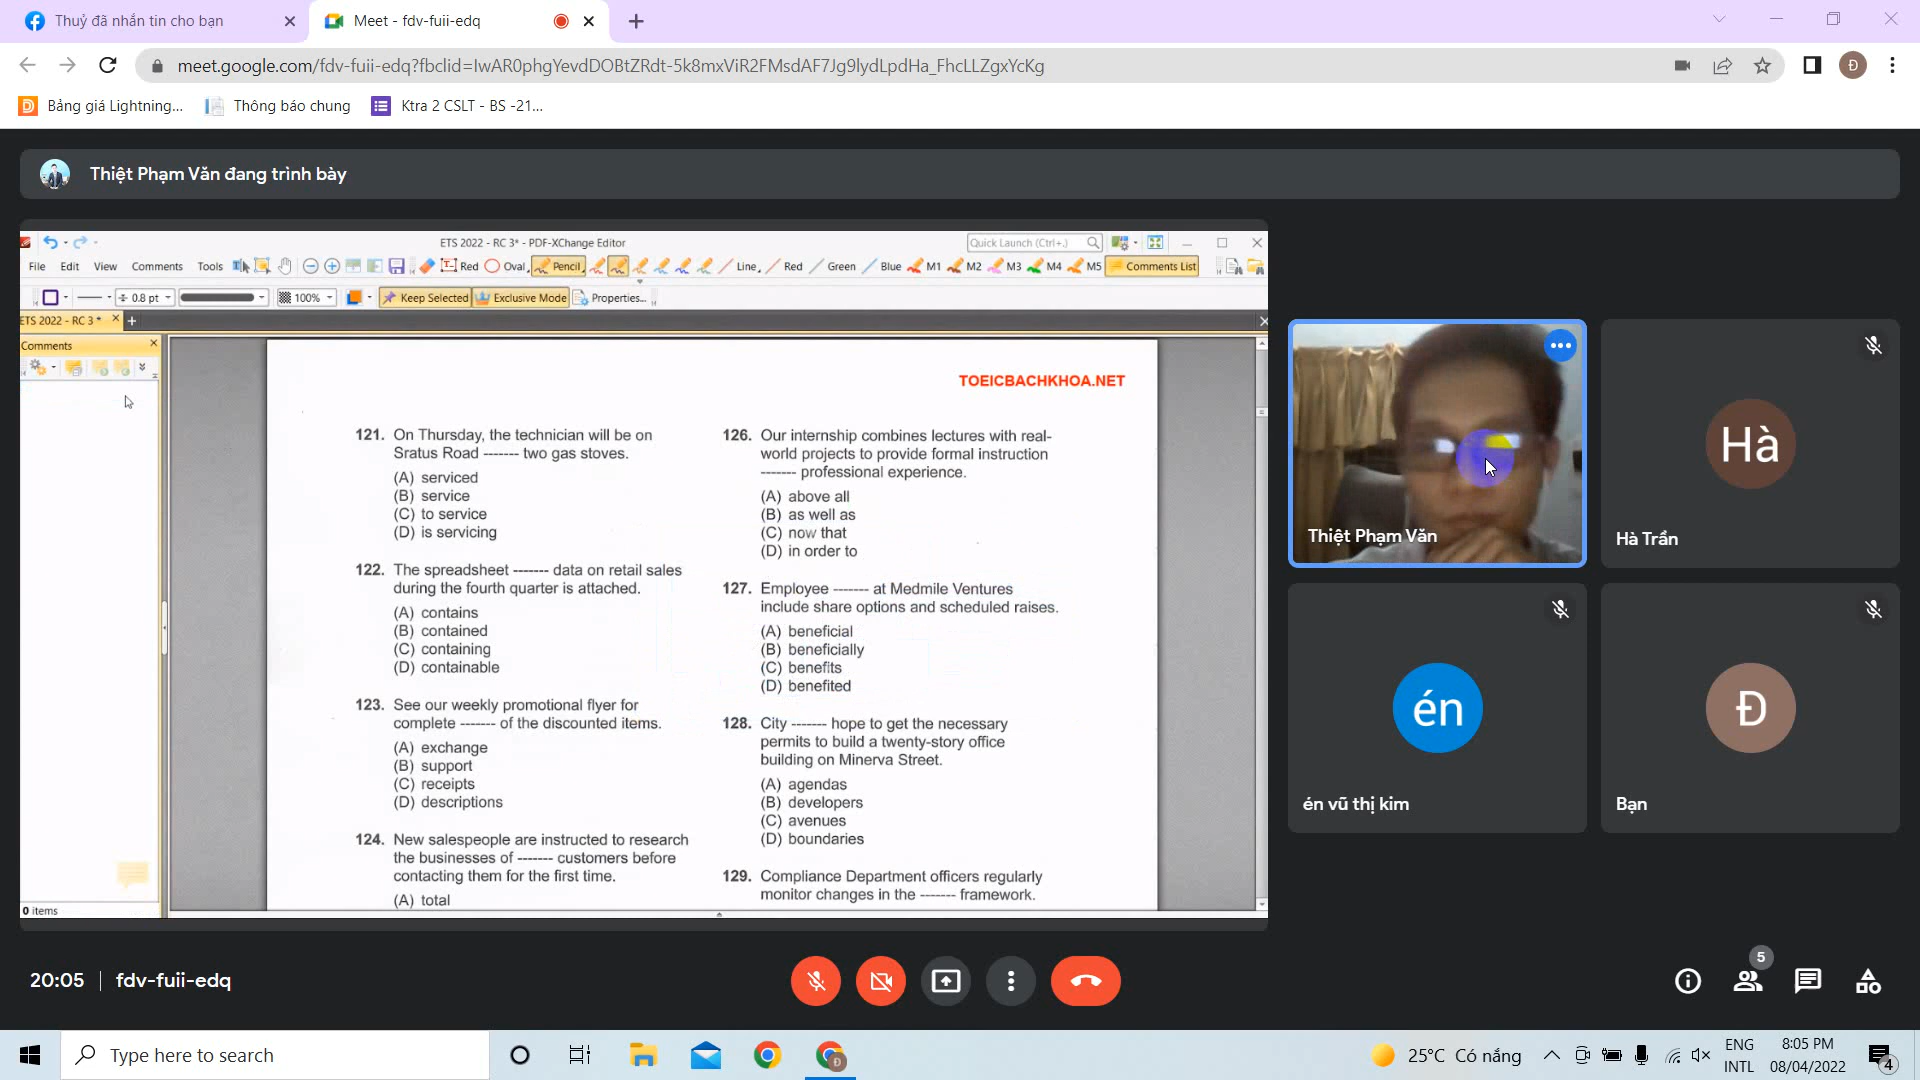 Thuỷ đã nhắn tin cho bạn
Meet - fdv-fuii-edq
meet.google.com/fdv-fuii-edq?fbclid=IwAR0phgYevdDOBtZRdt-5k8mxViR2FMsdAF7Jg9lydLpdHa_FhcLLZgxYcKg
Đ
Bảng giá Lightning...
Thông báo chung
Ktra 2 CSLT - BS -21...
Thiệt Phạm Văn đang trình bày
ETS 2022 - RC 3* - PDF-XChange Editor
Quick Launch (Ctrl+.)
File Edit View Comments Tools
Red Oval Pencil Line Red Green Blue M1 M2 M3 M4 M5 Comments List
0.8 pt 100% Keep Selected Exclusive Mode Properties...
ETS 2022 - RC 3 *
Comments
0 items
TOEICBACHKHOA.NET
121. On Thursday, the technician will be on
Sratus Road ------- two gas stoves.
(A) serviced
(B) service
(C) to service
(D) is servicing
122. The spreadsheet ------- data on retail sales
during the fourth quarter is attached.
(A) contains
(B) contained
(C) containing
(D) containable
123. See our weekly promotional flyer for
complete ------- of the discounted items.
(A) exchange
(B) support
(C) receipts
(D) descriptions
124. New salespeople are instructed to research
the businesses of ------- customers before
contacting them for the first time.
(A) total
126. Our internship combines lectures with real-
world projects to provide formal instruction
------- professional experience.
(A) above all
(B) as well as
(C) now that
(D) in order to
127. Employee ------- at Medmile Ventures
include share options and scheduled raises.
(A) beneficial
(B) beneficially
(C) benefits
(D) benefited
128. City ------- hope to get the necessary
permits to build a twenty-story office
building on Minerva Street.
(A) agendas
(B) developers
(C) avenues
(D) boundaries
129. Compliance Department officers regularly
monitor changes in the ------- framework.
Thiệt Phạm Văn
Hà
Hà Trần
én
én vũ thị kim
Đ
Bạn
20:05 | fdv-fuii-edq
5
Type here to search
Đ
25°C Có nắng
ENG
INTL
8:05 PM
08/04/2022
4